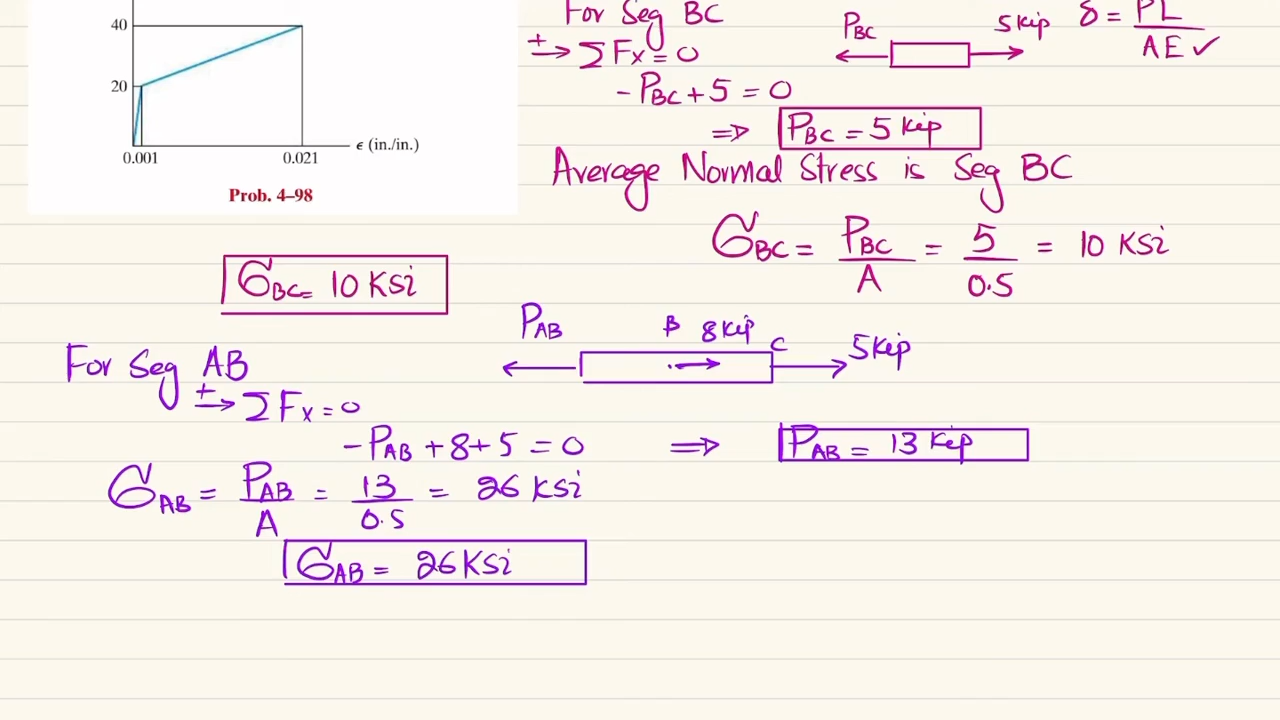 40
20
0.001
0.021
ϵ (in./in.)
Prob. 4–98
For Seg BC
+→ ΣFx = 0
-PBC + 5 = 0
⇒ PBC = 5 kip
PBC
5 kip
δ = PL/AE ✓
Average Normal Stress is Seg BC
σBC = PBC/A = 5/0.5 = 10 Ksi
σBC = 10 Ksi
For Seg AB
PAB
B 8 kip
C
5 kip
+→ ΣFx = 0
-PAB + 8 + 5 = 0 ⇒ PAB = 13 kip
σAB = PAB/A = 13/0.5 = 26 Ksi
σAB = 26 Ksi